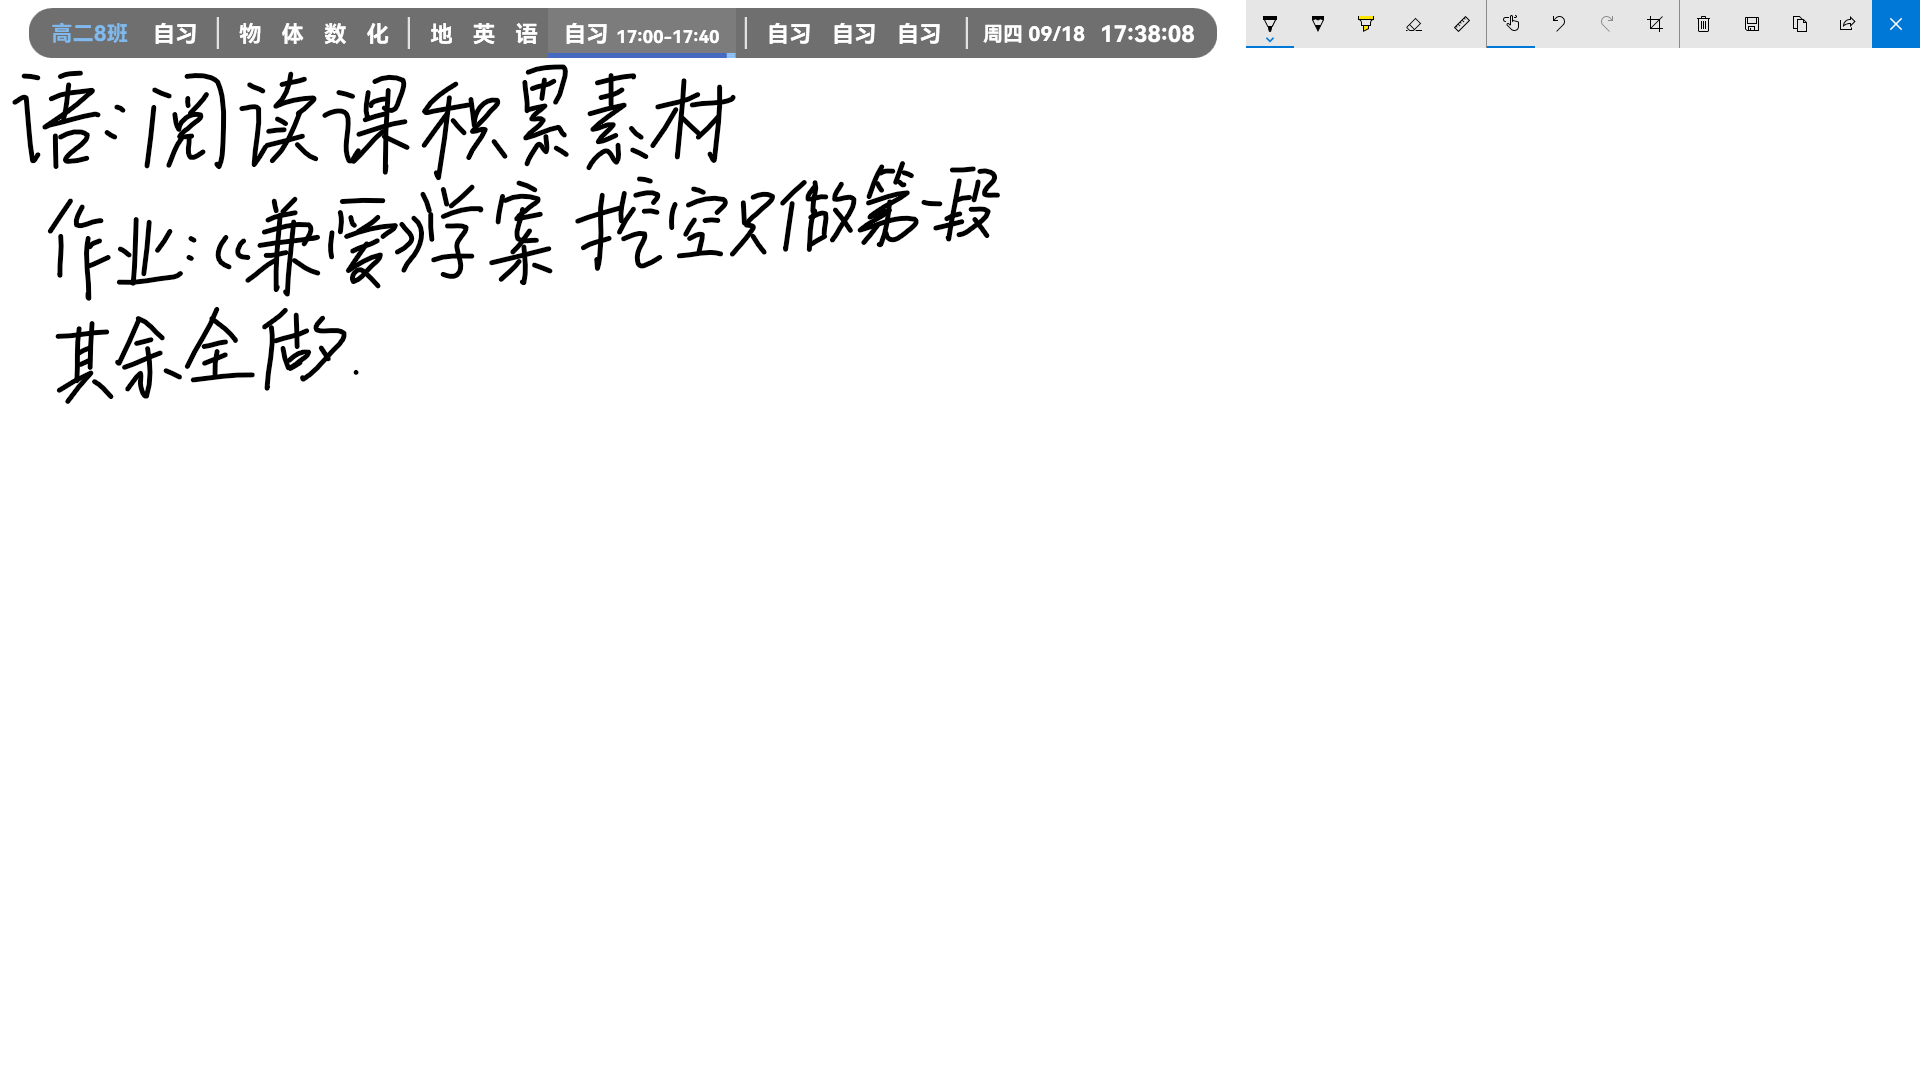 高二8班 自习 | 物 体 数 化 | 地 英 语 自习 17:00-17:40 | 自习 自习 自习 | 周四 09/18 17:38:08
语:阅读课积累素材
作业:《兼爱》学案 挖空只做第一段
其余全做.